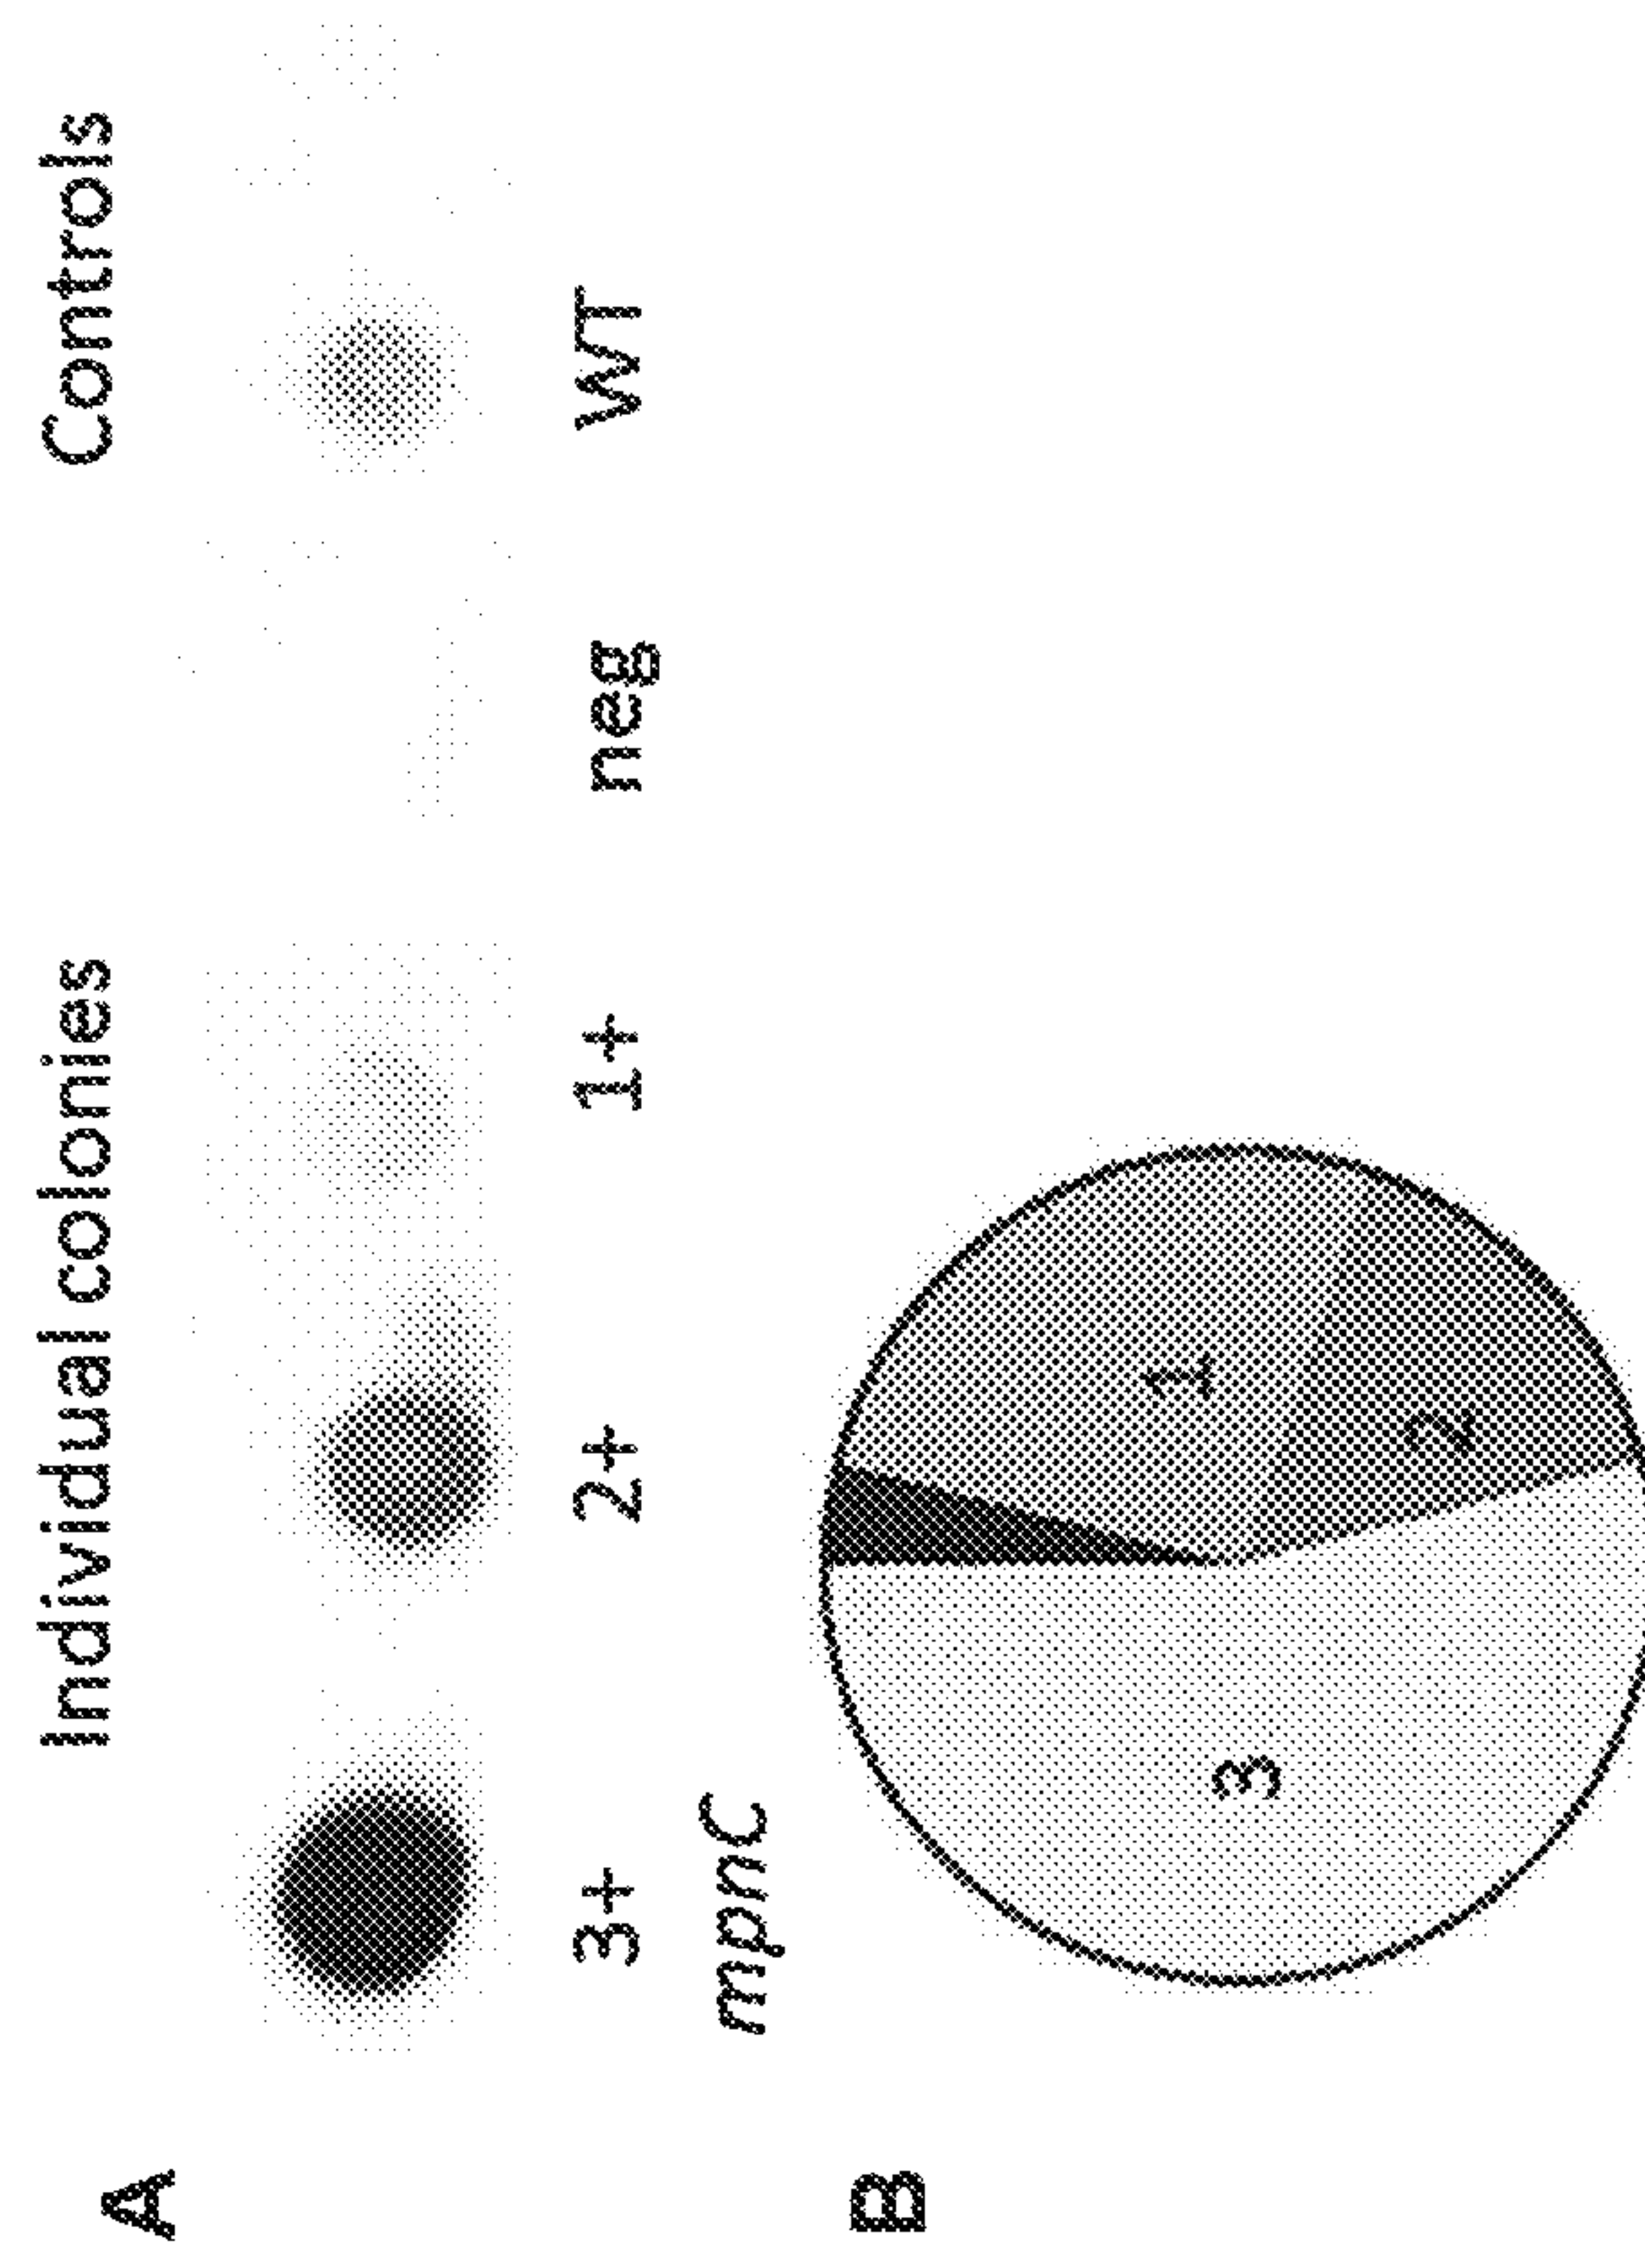 A
Individual colonies Controls
3+ 2+ 1+ neg WT
mpnC
B
3 1 2